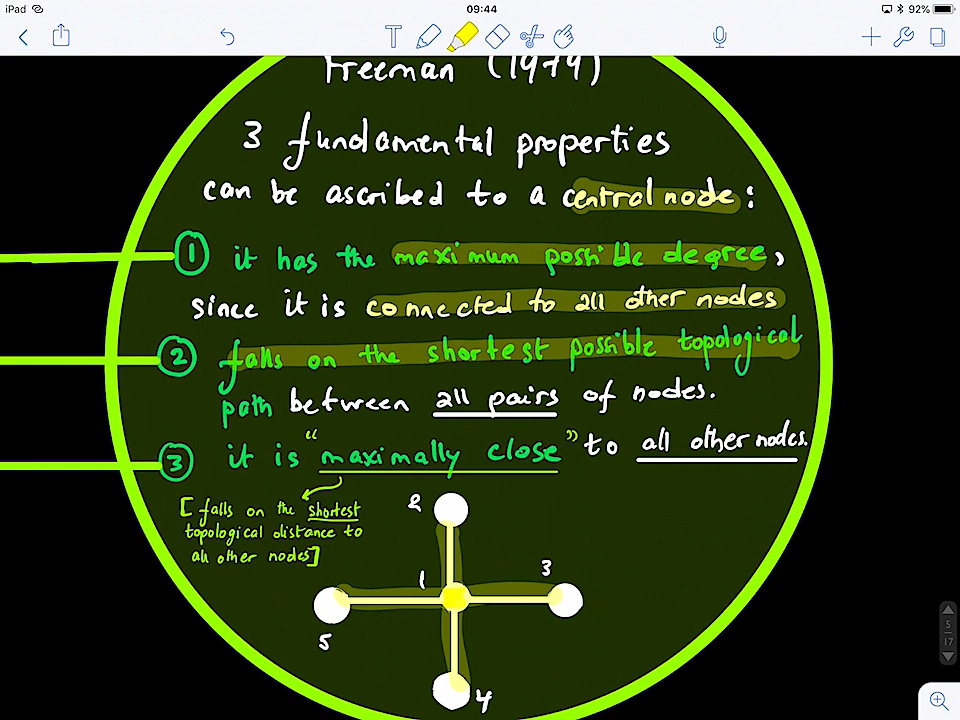 iPad
09:44
92%
Freeman (1979)
3 fundamental properties
can be ascribed to a central node:
1 it has the maximum possible degree,
since it is connected to all other nodes
2 falls on the shortest possible topological
path between all pairs of nodes.
3 it is "maximally close" to all other nodes.
[falls on the shortest
topological distance to
all other nodes]
2
1
3
5
4
T
5
17